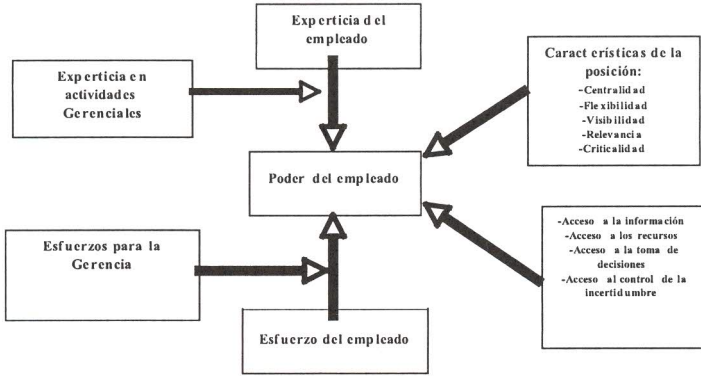 Experticia del
empleado
Experticia en
actividades
Gerenciales
Características de la
posición:
-Centralidad
-Flexibilidad
-Visibilidad
-Relevancia
-Criticalidad
Poder del empleado
Esfuerzos para la
Gerencia
-Acceso a la información
-Acceso a los recursos
-Acceso a la toma de
decisiones
-Acceso al control de la
incertidumbre
Esfuerzo del empleado